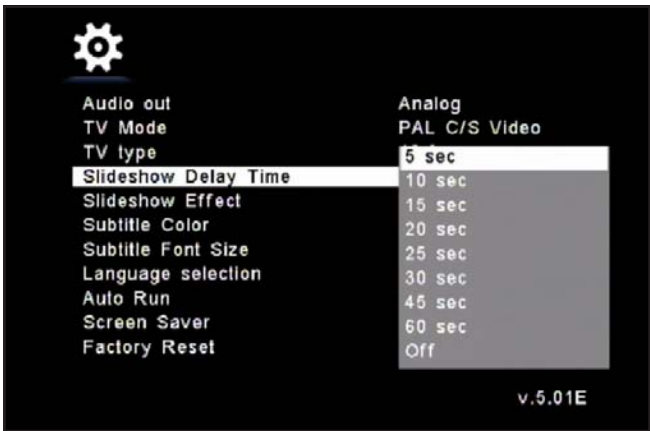 Audio out Analog
TV Mode PAL C/S Video
TV type
5 sec
Slideshow Delay Time
10 sec
Slideshow Effect 15 sec
Subtitle Color 20 sec
Subtitle Font Size 25 sec
Language selection 30 sec
Auto Run 45 sec
Screen Saver 60 sec
Factory Reset Off
v.5.01E